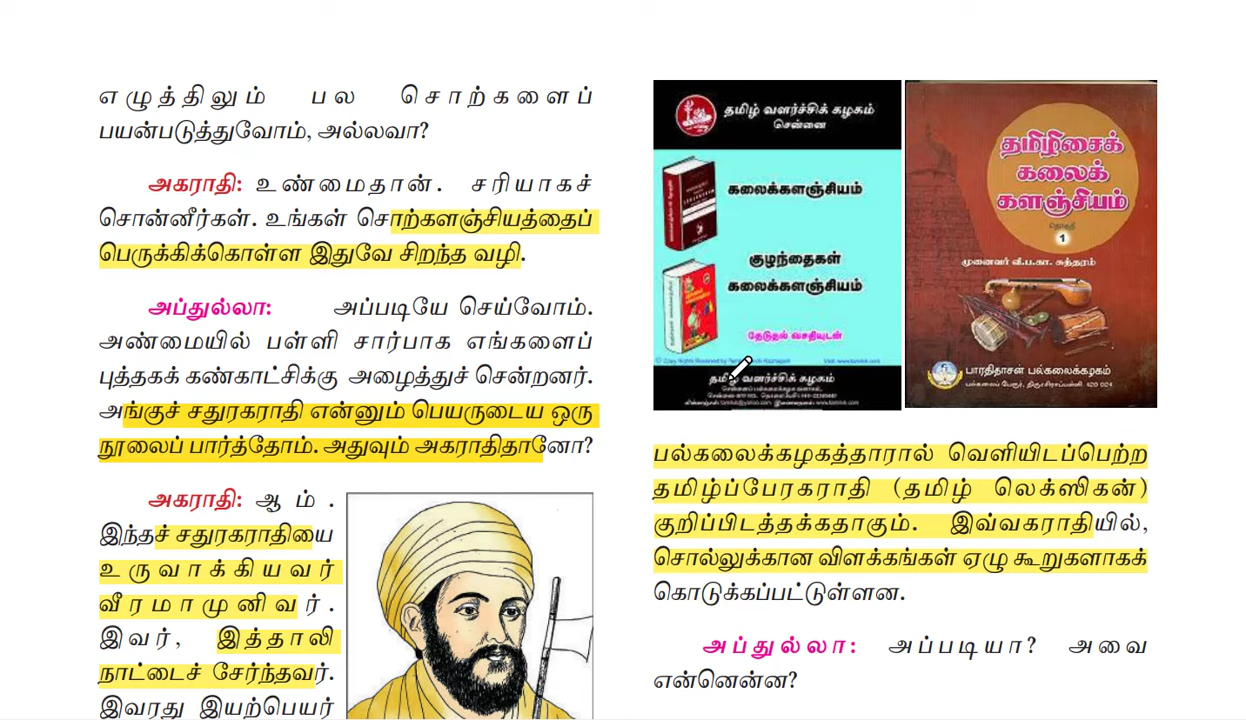 எழுத்திலும் பல சொற்களைப்
பயன்படுத்துவோம், அல்லவா?
அகராதி: உண்மைதான். சரியாகச்
சொன்னீர்கள். உங்கள் சொற்களஞ்சியத்தைப்
பெருக்கிக்கொள்ள இதுவே சிறந்த வழி.
அப்துல்லா: அப்படியே செய்வோம்.
அண்மையில் பள்ளி சார்பாக எங்களைப்
புத்தகக் கண்காட்சிக்கு அழைத்துச் சென்றனர்.
அங்குச் சதுரகராதி என்னும் பெயருடைய ஒரு
நூலைப் பார்த்தோம். அதுவும் அகராதிதானோ?
அகராதி: ஆம்.
இந்தச் சதுரகராதியை
உருவாக்கியவர்
வீரமாமுனிவர்.
இவர், இத்தாலி
நாட்டைச் சேர்ந்தவர்.
இவரது இயற்பெயர்
தமிழ் வளர்ச்சிக் கழகம்
சென்னை
கலைக்களஞ்சியம்
குழந்தைகள்
கலைக்களஞ்சியம்
தேடுதல் வசதியுடன்
தமிழ் வளர்ச்சிக் கழகம்
தமிழிசைக்
கலைக்
களஞ்சியம்
தொகுதி
1
முனைவர் வீ.ப.கா. சுந்தரம்
பாரதிதாசன் பல்கலைக்கழகம்
பல்கலைப் பேரூர், திருச்சிராப்பள்ளி 620 024
பல்கலைக்கழகத்தாரால் வெளியிடப்பெற்ற
தமிழ்ப்பேரகராதி (தமிழ் லெக்ஸிகன்)
குறிப்பிடத்தக்கதாகும். இவ்வகராதியில்,
சொல்லுக்கான விளக்கங்கள் ஏழு கூறுகளாகக்
கொடுக்கப்பட்டுள்ளன.
அப்துல்லா: அப்படியா? அவை
என்னென்ன?